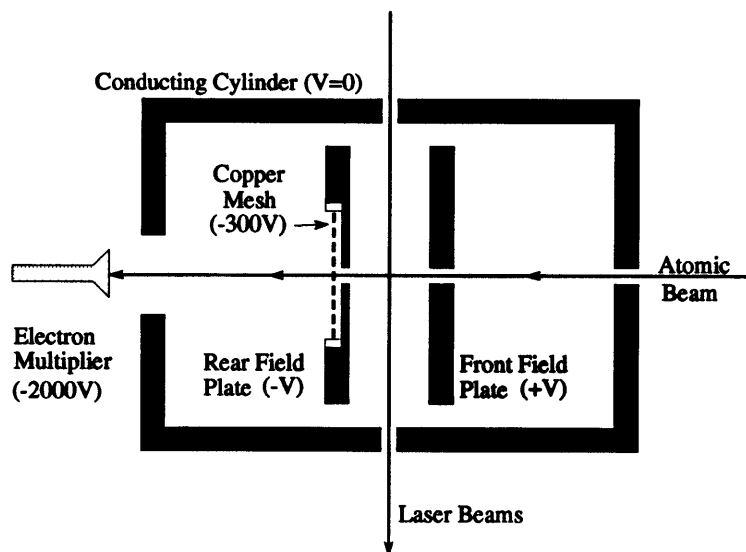 Conducting Cylinder (V=0)
Copper
Mesh
(-300V)
Atomic
Beam
Electron
Multiplier
(-2000V)
Rear Field
Plate (-V)
Front Field
Plate (+V)
Laser Beams